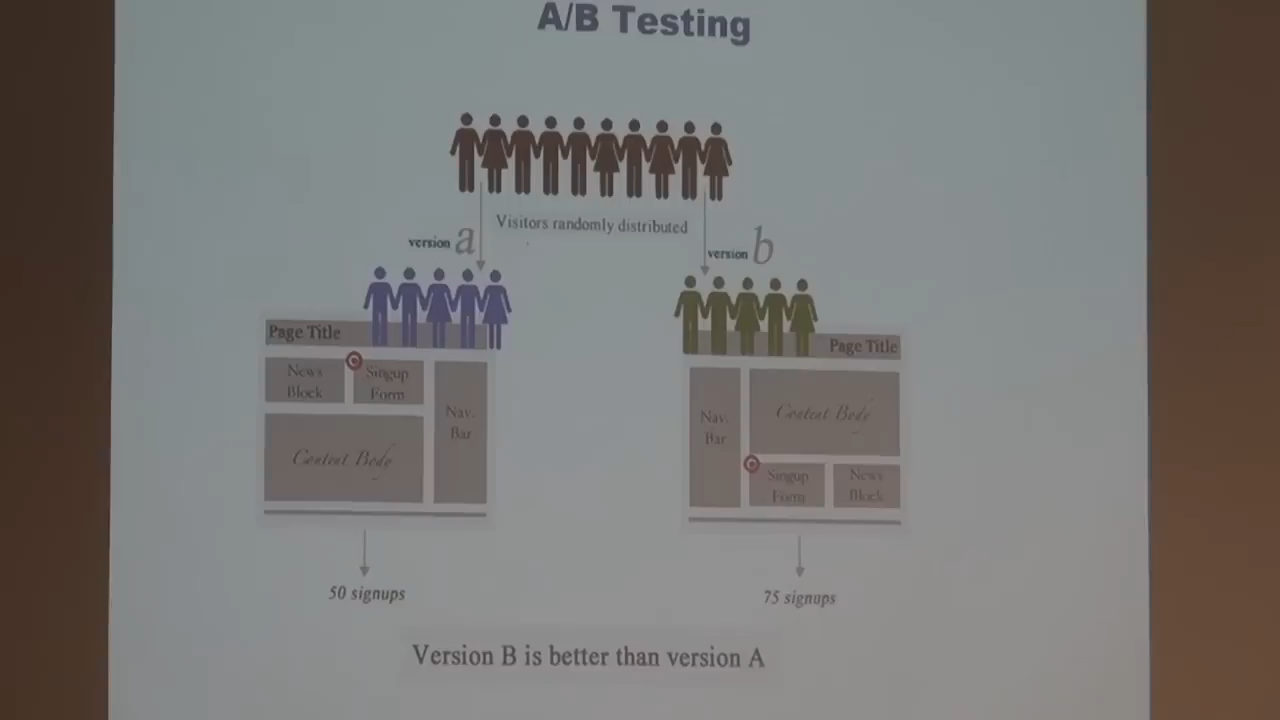 A/B Testing
Visitors randomly distributed
version a
version b
Page Title
News
Block
Singup
Form
Nav.
Bar
Content Body
50 signups
Page Title
Nav.
Bar
Content Body
Singup
Form
News
Block
75 signups
Version B is better than version A